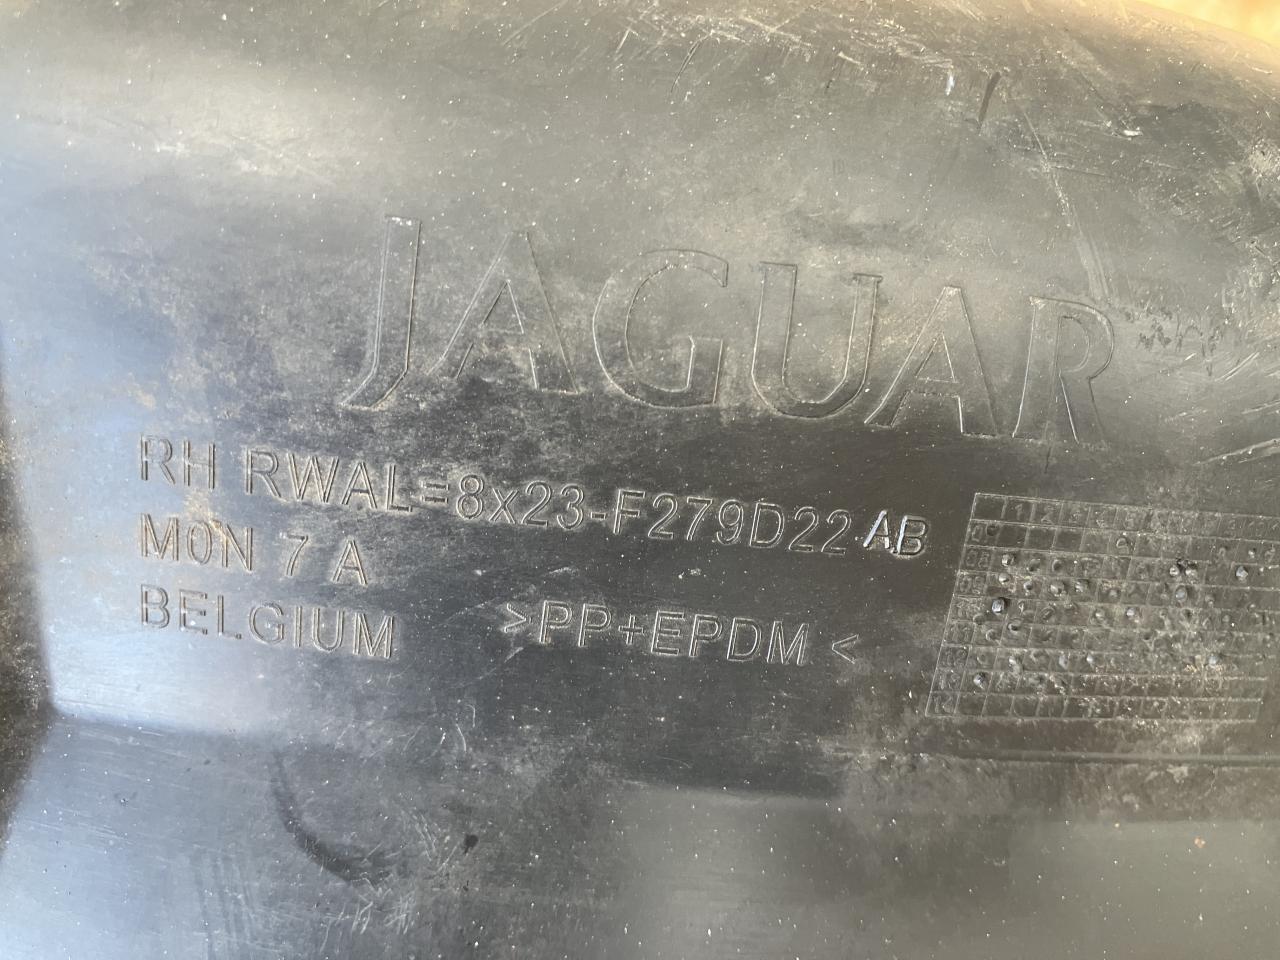 JAGUAR
RH RWAL=8x23-F279D22 AB
M0N 7 A
BELGIUM >PP+EPDM <